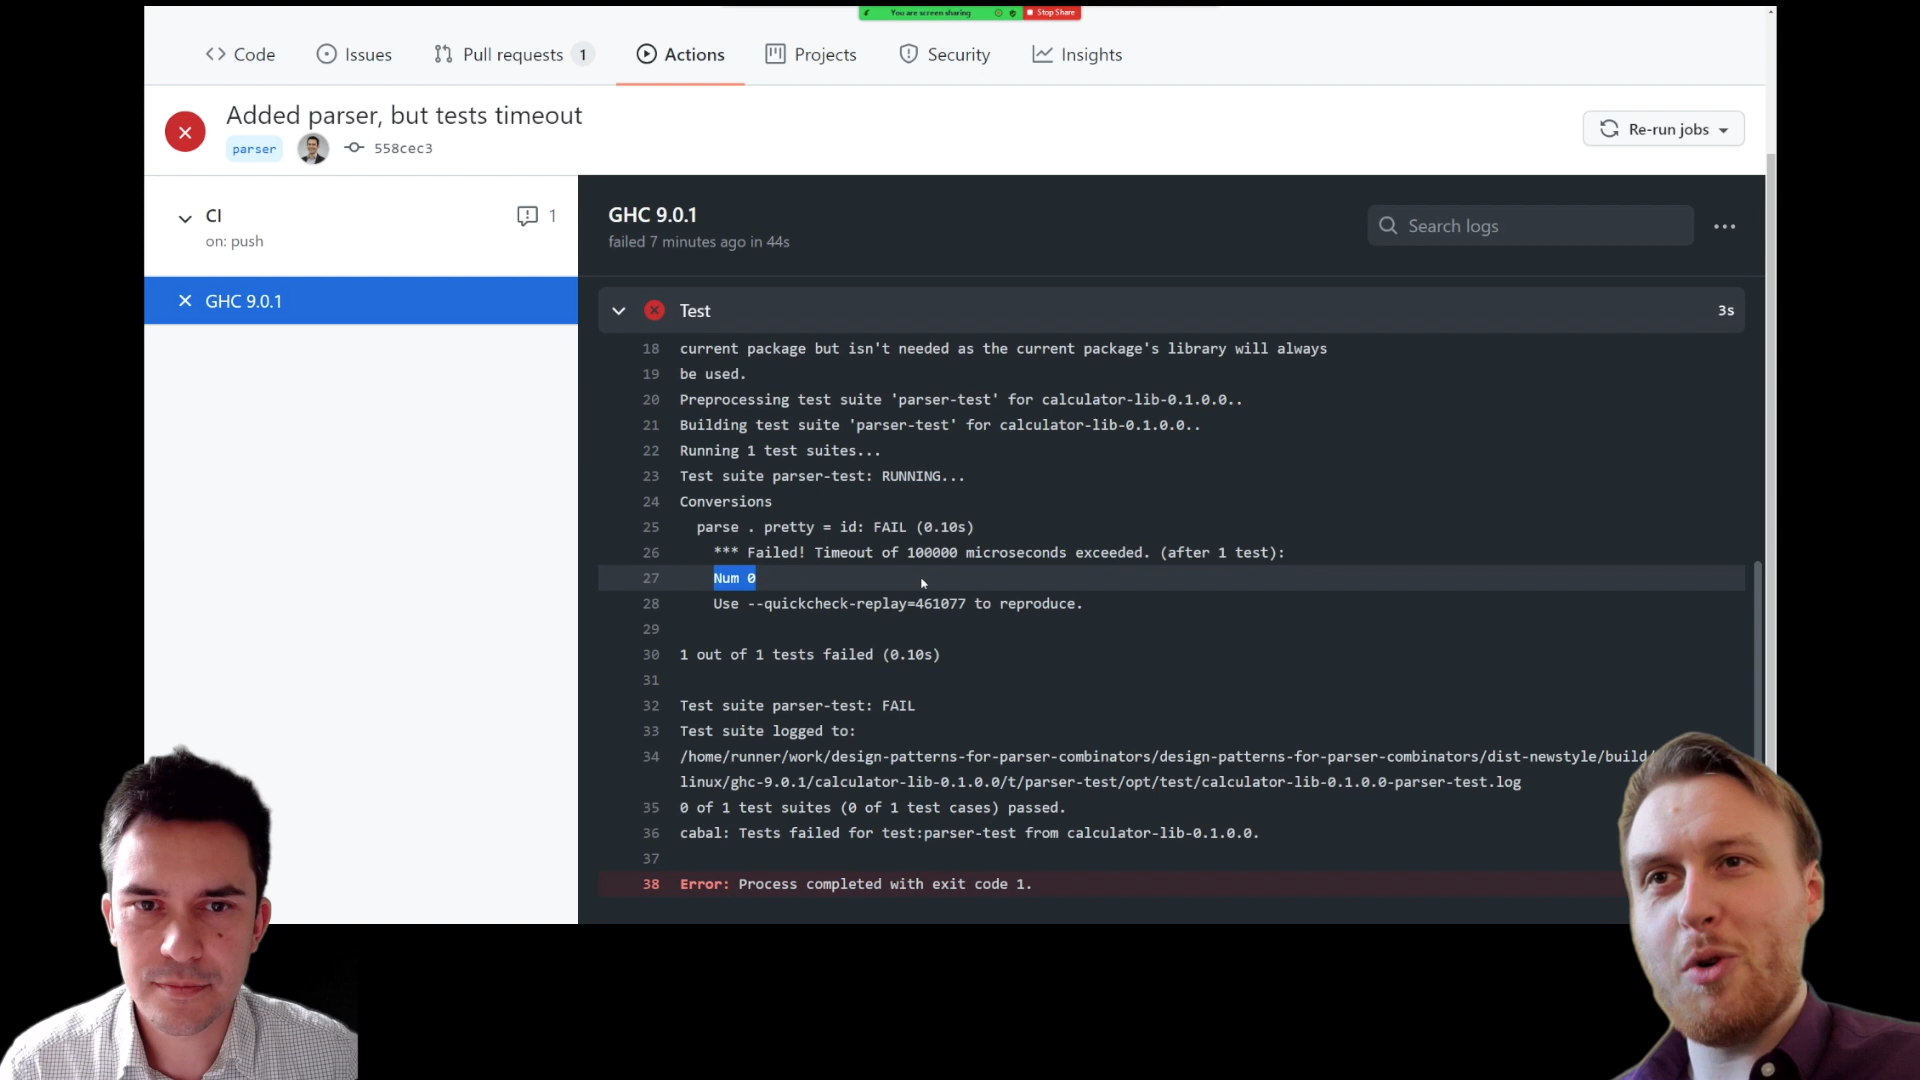 You are screen sharing Stop Share
Code Issues Pull requests 1 Actions Projects Security Insights
Added parser, but tests timeout
parser 558cec3
Re-run jobs
CI 1
on: push
GHC 9.0.1
GHC 9.0.1
failed 7 minutes ago in 44s
Search logs
Test 3s
18 current package but isn't needed as the current package's library will always
19 be used.
20 Preprocessing test suite 'parser-test' for calculator-lib-0.1.0.0..
21 Building test suite 'parser-test' for calculator-lib-0.1.0.0..
22 Running 1 test suites...
23 Test suite parser-test: RUNNING...
24 Conversions
25 parse . pretty = id: FAIL (0.10s)
26 *** Failed! Timeout of 100000 microseconds exceeded. (after 1 test):
27 Num 0
28 Use --quickcheck-replay=461077 to reproduce.
29
30 1 out of 1 tests failed (0.10s)
31
32 Test suite parser-test: FAIL
33 Test suite logged to:
34 /home/runner/work/design-patterns-for-parser-combinators/design-patterns-for-parser-combinators/dist-newstyle/build/
linux/ghc-9.0.1/calculator-lib-0.1.0.0/t/parser-test/opt/test/calculator-lib-0.1.0.0-parser-test.log
35 0 of 1 test suites (0 of 1 test cases) passed.
36 cabal: Tests failed for test:parser-test from calculator-lib-0.1.0.0.
37
38 Error: Process completed with exit code 1.